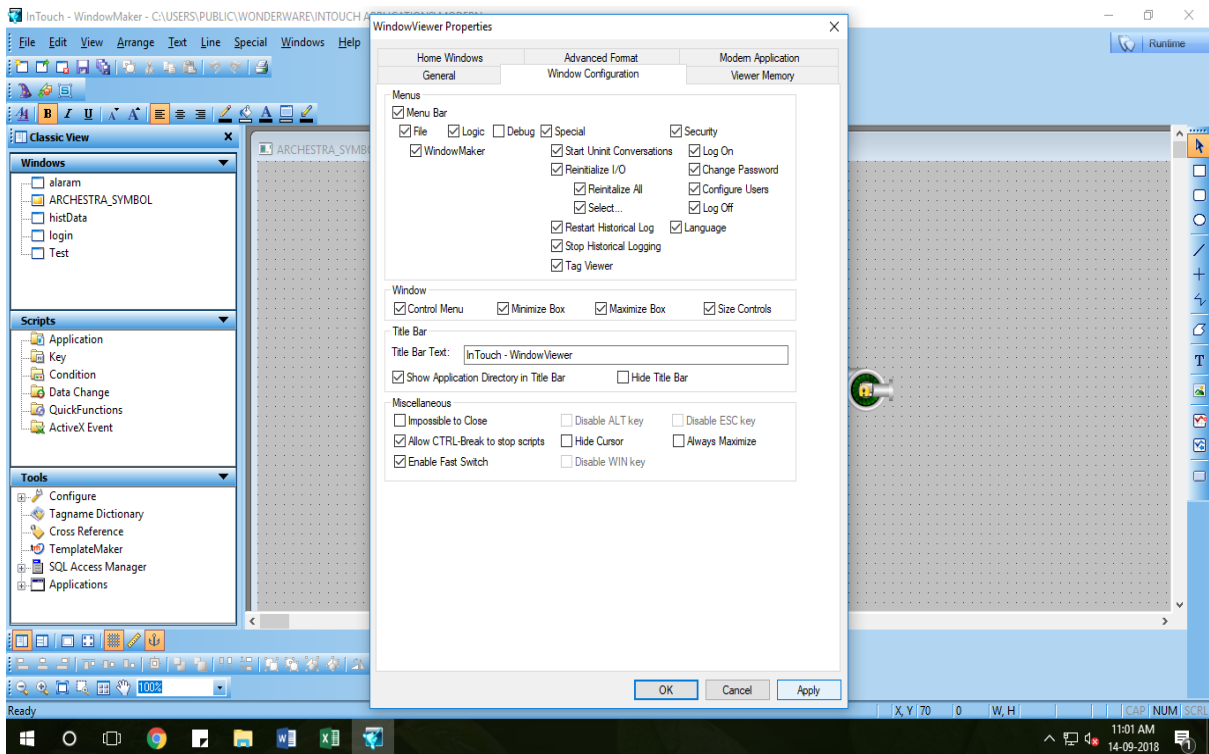 InTouch - WindowMaker - C:\USERS\PUBLIC\WONDERWARE\INTOUCH
File Edit View Arrange Text Line Special Windows Help
Runtime
Classic View
Windows
alaram
ARCHESTRA_SYMBOL
histData
login
Test
Scripts
Application
Key
Condition
Data Change
QuickFunctions
ActiveX Event
Tools
Configure
Tagname Dictionary
Cross Reference
TemplateMaker
SQL Access Manager
Applications
ARCHESTRA_SYMB
WindowViewer Properties
Home Windows Advanced Format Modern Application
General Window Configuration Viewer Memory
Menus
Menu Bar
File Logic Debug Special Security
WindowMaker Start Uninit Conversations Log On
Reinitialize I/O Change Password
Reinitalize All Configure Users
Select... Log Off
Restart Historical Log Language
Stop Historical Logging
Tag Viewer
Window
Control Menu Minimize Box Maximize Box Size Controls
Title Bar
Title Bar Text: InTouch - WindowViewer
Show Application Directory in Title Bar Hide Title Bar
Miscellaneous
Impossible to Close Disable ALT key Disable ESC key
Allow CTRL-Break to stop scripts Hide Cursor Always Maximize
Enable Fast Switch Disable WIN key
OK Cancel Apply
100%
Ready X, Y 70 0 W, H CAP NUM SCRL
11:01 AM
14-09-2018